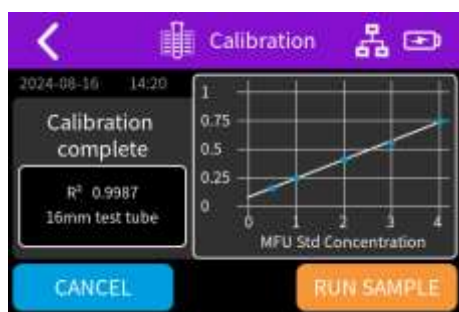 Calibration
2024-08-16 14:20
Calibration
complete
R² 0.9987
16mm test tube
1
0.75
0.5
0.25
0
0 1 2 3 4
MFU Std Concentration
CANCEL
RUN SAMPLE